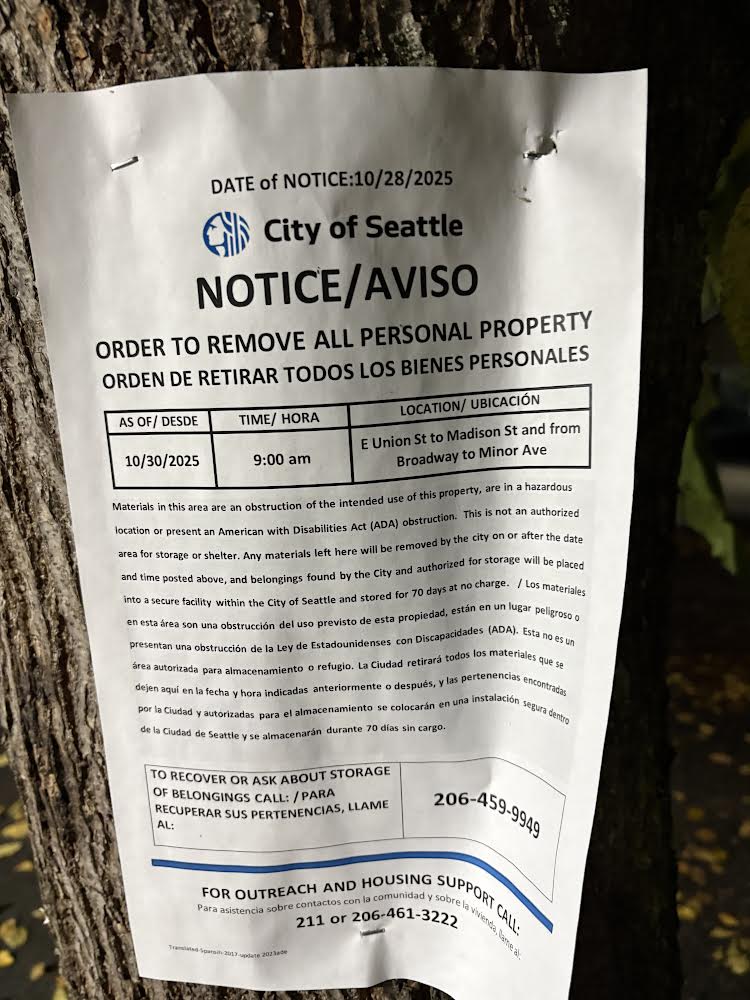 DATE of NOTICE:10/28/2025
City of Seattle
NOTICE/AVISO
ORDER TO REMOVE ALL PERSONAL PROPERTY
ORDEN DE RETIRAR TODOS LOS BIENES PERSONALES
AS OF/ DESDE
TIME/ HORA
LOCATION/ UBICACIÓN
10/30/2025
9:00 am
E Union St to Madison St and from
Broadway to Minor Ave
Materials in this area are an obstruction of the intended use of this property, are in a hazardous
location or present an American with Disabilities Act (ADA) obstruction. This is not an authorized
area for storage or shelter. Any materials left here will be removed by the city on or after the date
and time posted above, and belongings found by the City and authorized for storage will be placed
into a secure facility within the City of Seattle and stored for 70 days at no charge. / Los materiales
en esta área son una obstrucción del uso previsto de esta propiedad, están en un lugar peligroso o
presentan una obstrucción de la Ley de Estadounidenses con Discapacidades (ADA). Esta no es un
área autorizada para almacenamiento o refugio. La Ciudad retirará todos los materiales que se
dejen aquí en la fecha y hora indicadas anteriormente o después, y las pertenencias encontradas
por la Ciudad y autorizadas para el almacenamiento se colocarán en una instalación segura dentro
de la Ciudad de Seattle y se almacenarán durante 70 días sin cargo.
TO RECOVER OR ASK ABOUT STORAGE
OF BELONGINGS CALL: / PARA
RECUPERAR SUS PERTENENCIAS, LLAME
AL:
206-459-9949
FOR OUTREACH AND HOUSING SUPPORT CALL:
Para asistencia sobre contactos con la comunidad y sobre la vivienda, llame al:
211 or 206-461-3222
Translated-Spanish-2017-update 2023ade